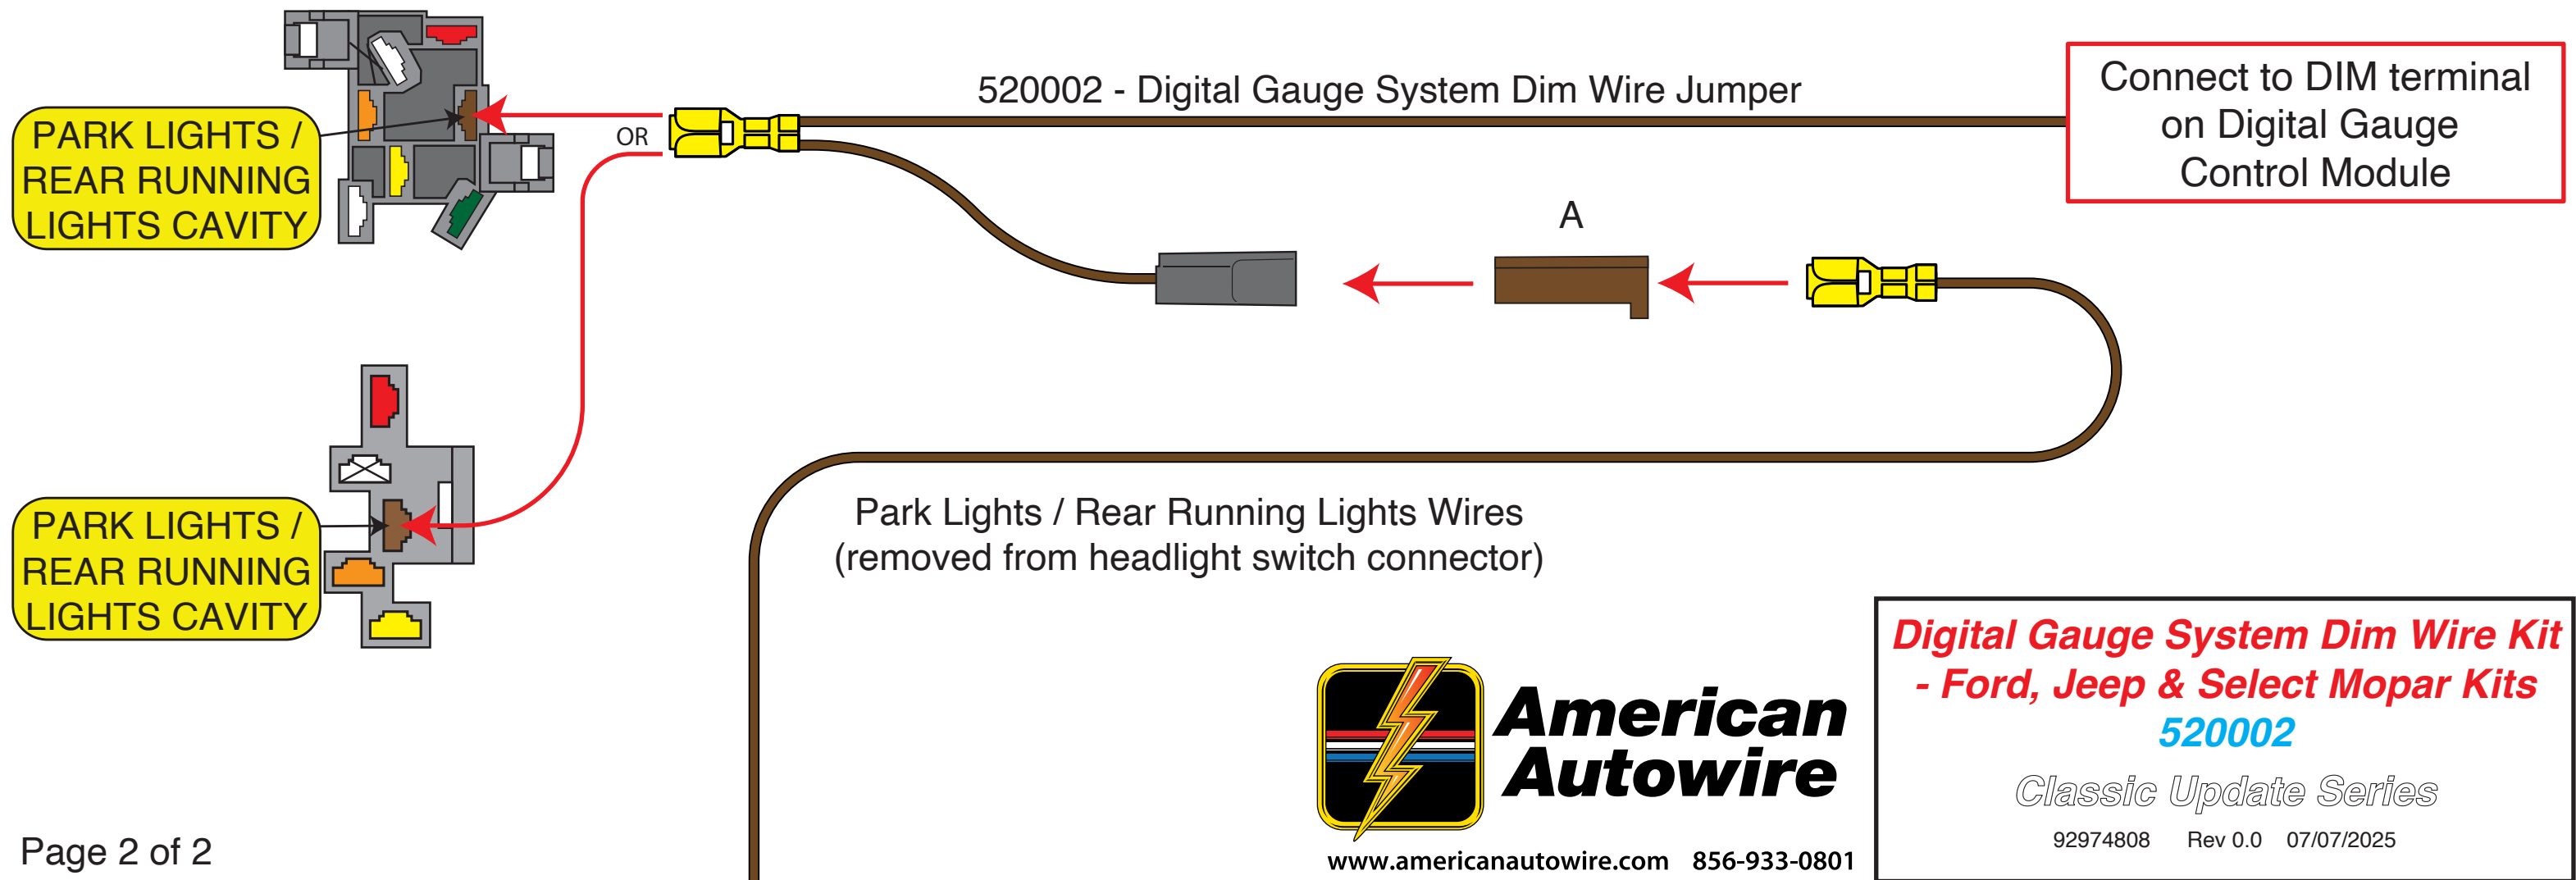 PARK LIGHTS /
REAR RUNNING
LIGHTS CAVITY
OR
520002 - Digital Gauge System Dim Wire Jumper
Connect to DIM terminal
on Digital Gauge
Control Module
A
PARK LIGHTS /
REAR RUNNING
LIGHTS CAVITY
Park Lights / Rear Running Lights Wires
(removed from headlight switch connector)
American
Autowire
www.americanautowire.com 856-933-0801
Digital Gauge System Dim Wire Kit
- Ford, Jeep & Select Mopar Kits
520002
Classic Update Series
92974808 Rev 0.0 07/07/2025
Page 2 of 2